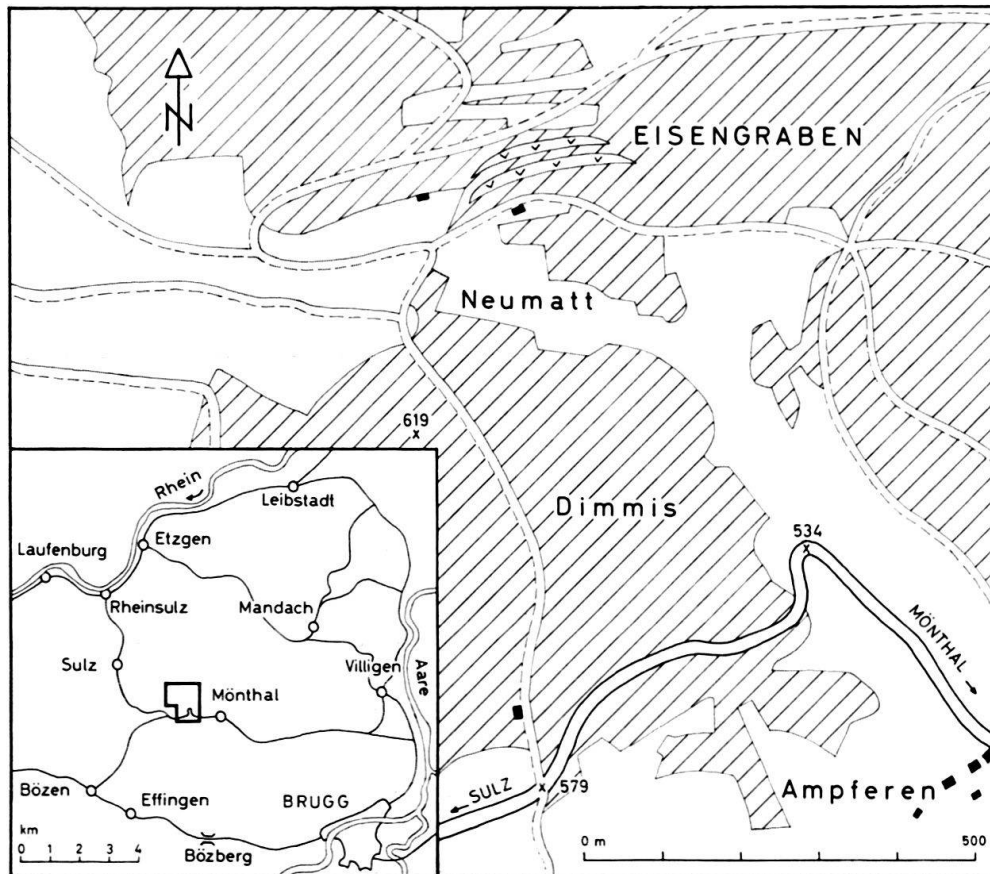 N
EISENGRABEN
Neumatt
619
Dimmis
534
MÖNTHAL
SULZ
579
Ampferen
0 m
500
Rhein
Leibstadt
Etzgen
Laufenburg
Rheinsulz
Mandach
Sulz
Villigen
Aare
Mönthal
Bözen
Effingen
BRUGG
Bözberg
km
0 1 2 3 4